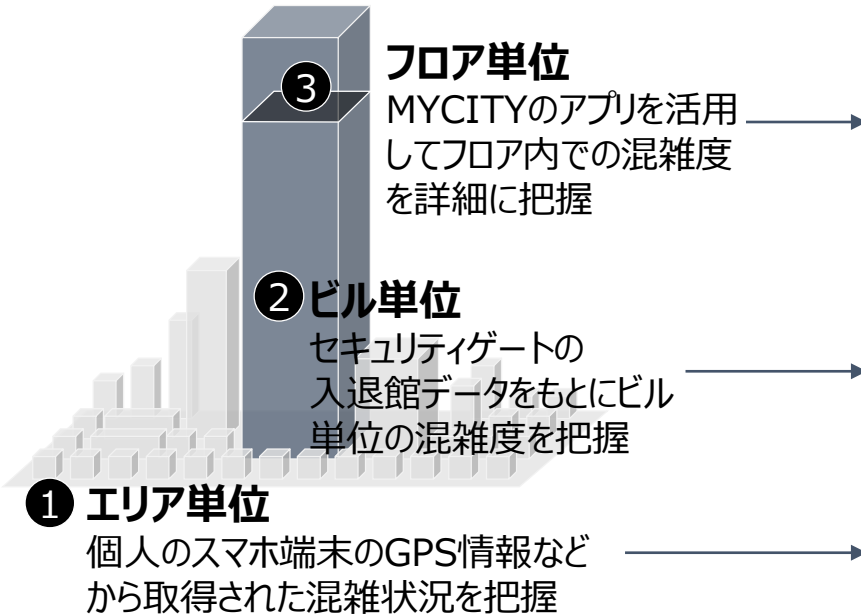 3 フロア単位
MYCITYのアプリを活用
してフロア内での混雑度
を詳細に把握
2 ビル単位
セキュリティゲートの
入退館データをもとにビル
単位の混雑度を把握
1 エリア単位
個人のスマホ端末のGPS情報など
から取得された混雑状況を把握